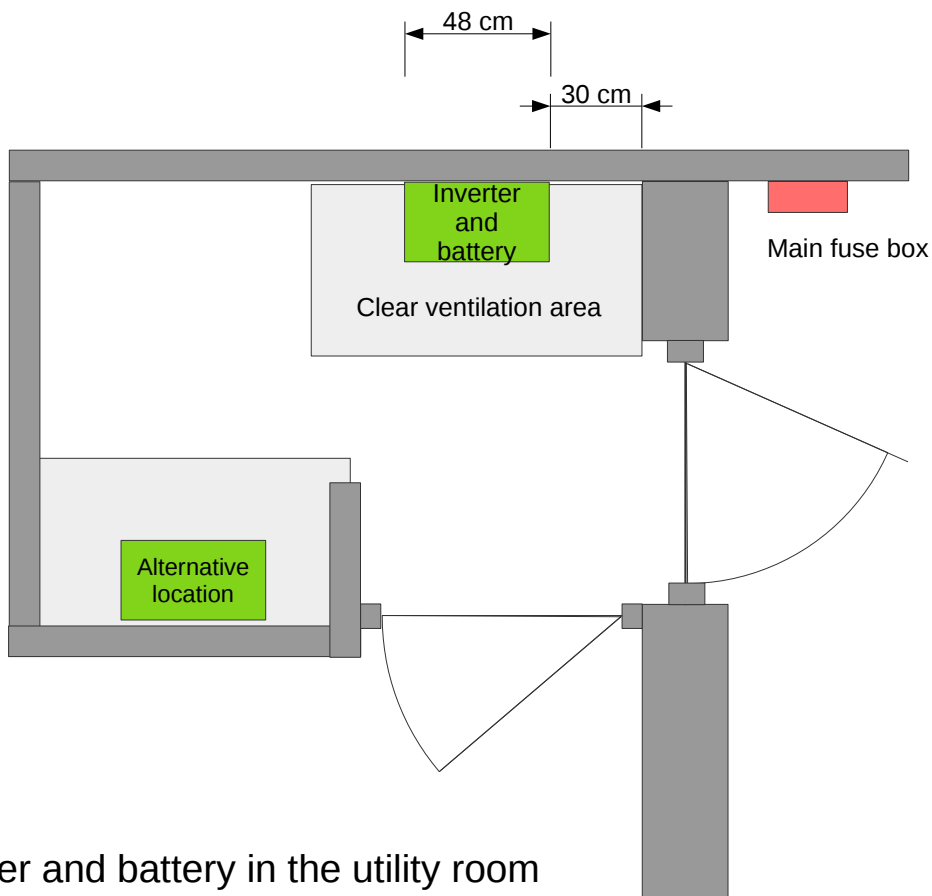 48 cm
30 cm
Inverter
and
battery
Main fuse box
Clear ventilation area
Alternative
location
er and battery in the utility room